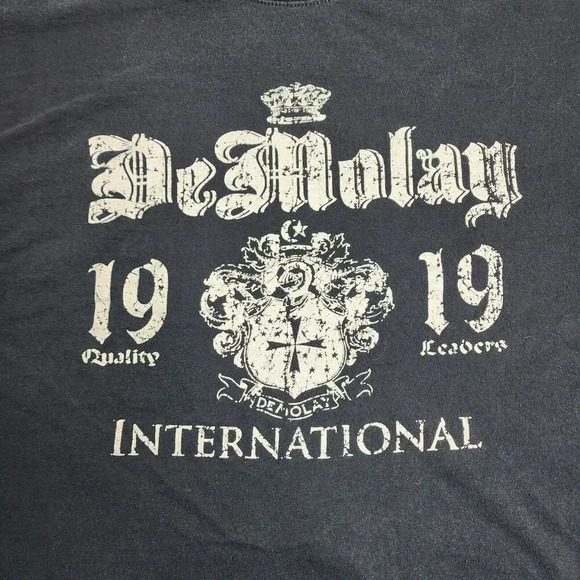 DeMolay
19 19
Quality Leaders
DEMOLAY
INTERNATIONAL